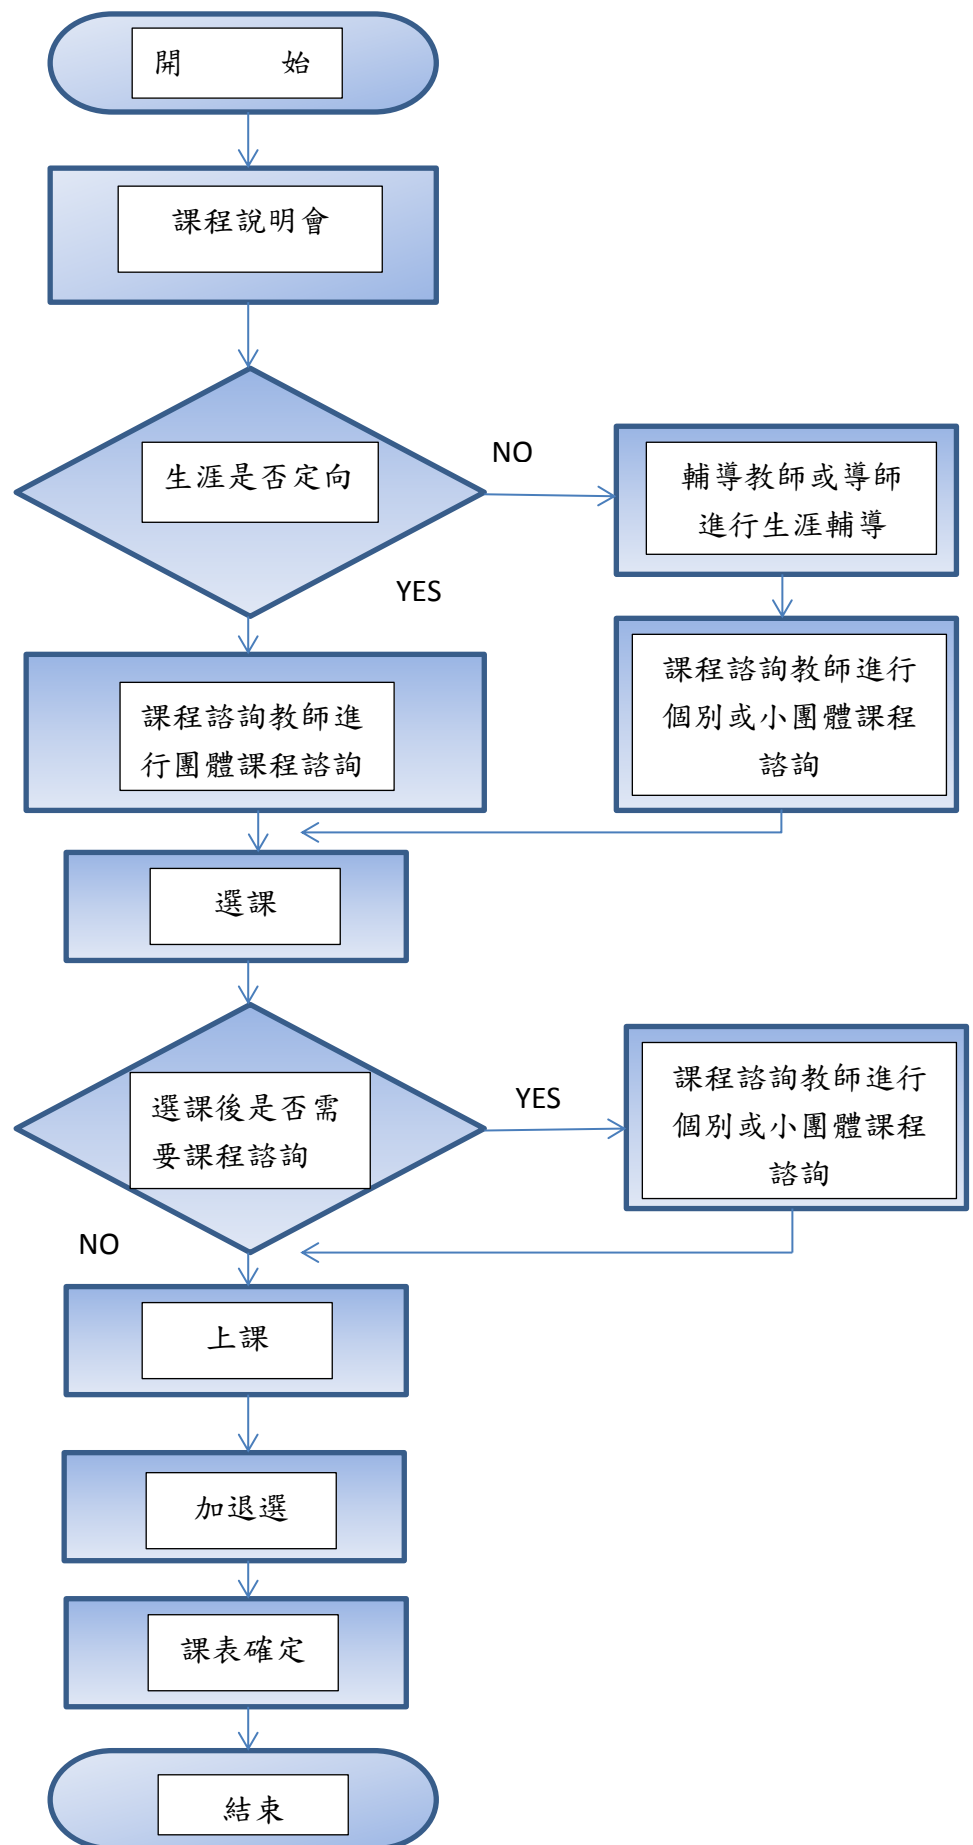 開 始
課程說明會
生涯是否定向
NO
輔導教師或導師
進行生涯輔導
YES
課程諮詢教師進
行團體課程諮詢
課程諮詢教師進行
個別或小團體課程
諮詢
選課
選課後是否需
要課程諮詢
YES
課程諮詢教師進行
個別或小團體課程
諮詢
NO
上課
加退選
課表確定
結束